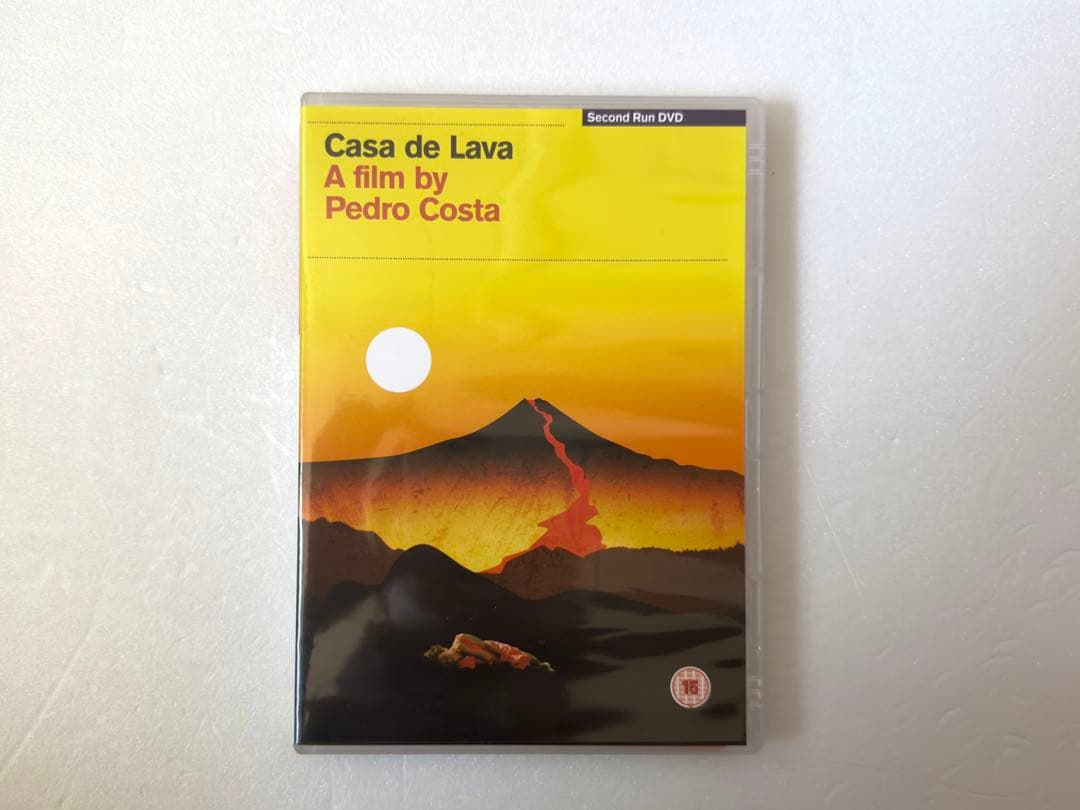 Second Run DVD
Casa de Lava
A film by
Pedro Costa
15